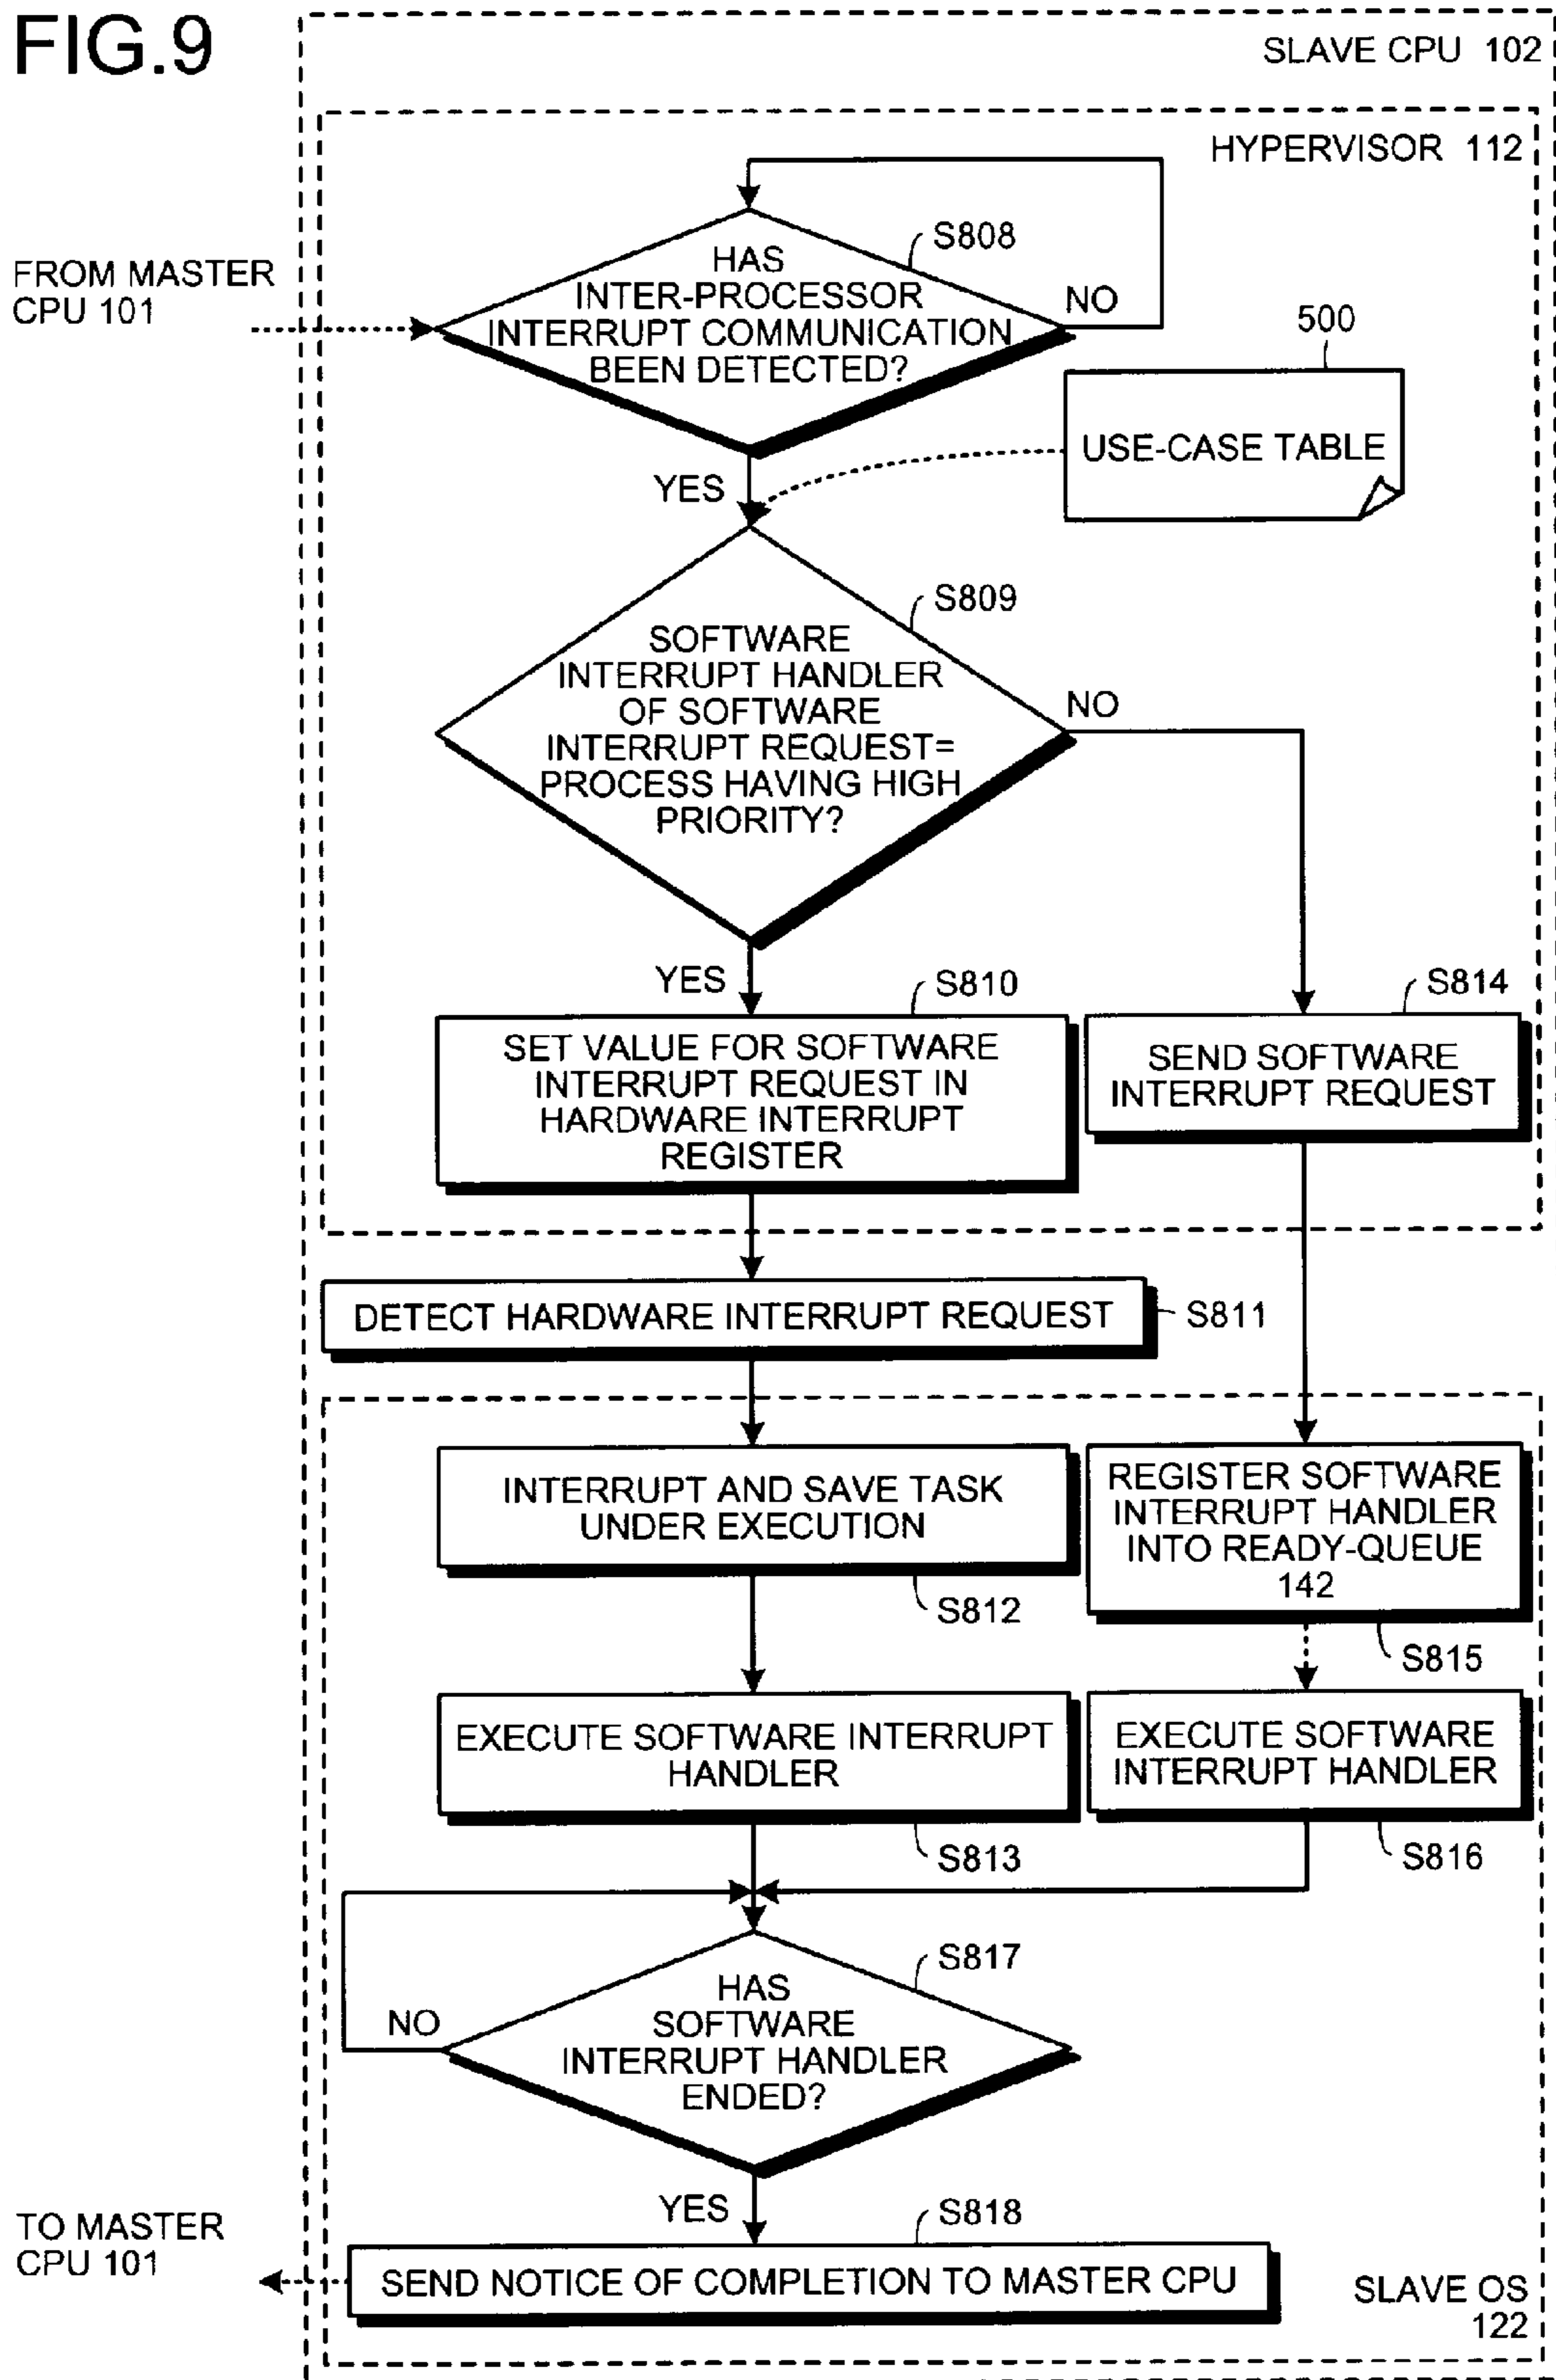 FIG.9
SLAVE CPU 102
HYPERVISOR 112
S808
HAS
INTER-PROCESSOR
INTERRUPT COMMUNICATION
BEEN DETECTED?
NO
FROM MASTER
CPU 101
500
USE-CASE TABLE
YES
S809
SOFTWARE
INTERRUPT HANDLER
OF SOFTWARE
INTERRUPT REQUEST=
PROCESS HAVING HIGH
PRIORITY?
NO
YES
S810
SET VALUE FOR SOFTWARE
INTERRUPT REQUEST IN
HARDWARE INTERRUPT
REGISTER
S814
SEND SOFTWARE
INTERRUPT REQUEST
DETECT HARDWARE INTERRUPT REQUEST
S811
INTERRUPT AND SAVE TASK
UNDER EXECUTION
S812
REGISTER SOFTWARE
INTERRUPT HANDLER
INTO READY-QUEUE
142
S815
EXECUTE SOFTWARE INTERRUPT
HANDLER
S813
EXECUTE SOFTWARE
INTERRUPT HANDLER
S816
S817
HAS
SOFTWARE
INTERRUPT HANDLER
ENDED?
NO
YES
S818
SEND NOTICE OF COMPLETION TO MASTER CPU
TO MASTER
CPU 101
SLAVE OS
122